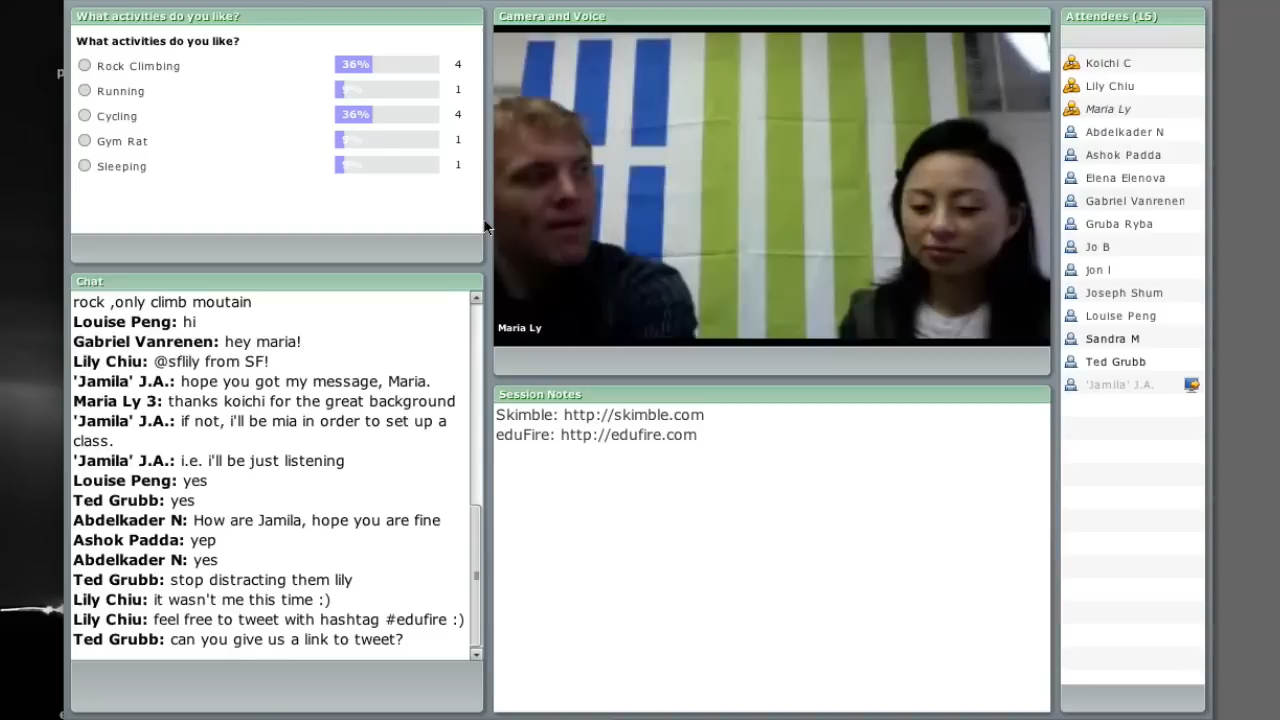 What activities do you like?
What activities do you like?
Rock Climbing 36% 4
Running 9% 1
Cycling 36% 4
Gym Rat 9% 1
Sleeping 9% 1
Chat
rock ,only climb moutain
Louise Peng: hi
Gabriel Vanrenen: hey maria!
Lily Chiu: @sflily from SF!
'Jamila' J.A.: hope you got my message, Maria.
Maria Ly 3: thanks koichi for the great background
'Jamila' J.A.: if not, i'll be mia in order to set up a
class.
'Jamila' J.A.: i.e. i'll be just listening
Louise Peng: yes
Ted Grubb: yes
Abdelkader N: How are Jamila, hope you are fine
Ashok Padda: yep
Abdelkader N: yes
Ted Grubb: stop distracting them lily
Lily Chiu: it wasn't me this time :)
Lily Chiu: feel free to tweet with hashtag #edufire :)
Ted Grubb: can you give us a link to tweet?
Camera and Voice
Maria Ly
Session Notes
Skimble: http://skimble.com
eduFire: http://edufire.com
Attendees (15)
Koichi C
Lily Chiu
Maria Ly
Abdelkader N
Ashok Padda
Elena Elenova
Gabriel Vanrenen
Gruba Ryba
Jo B
jon l
Joseph Shum
Louise Peng
Sandra M
Ted Grubb
'Jamila' J.A.